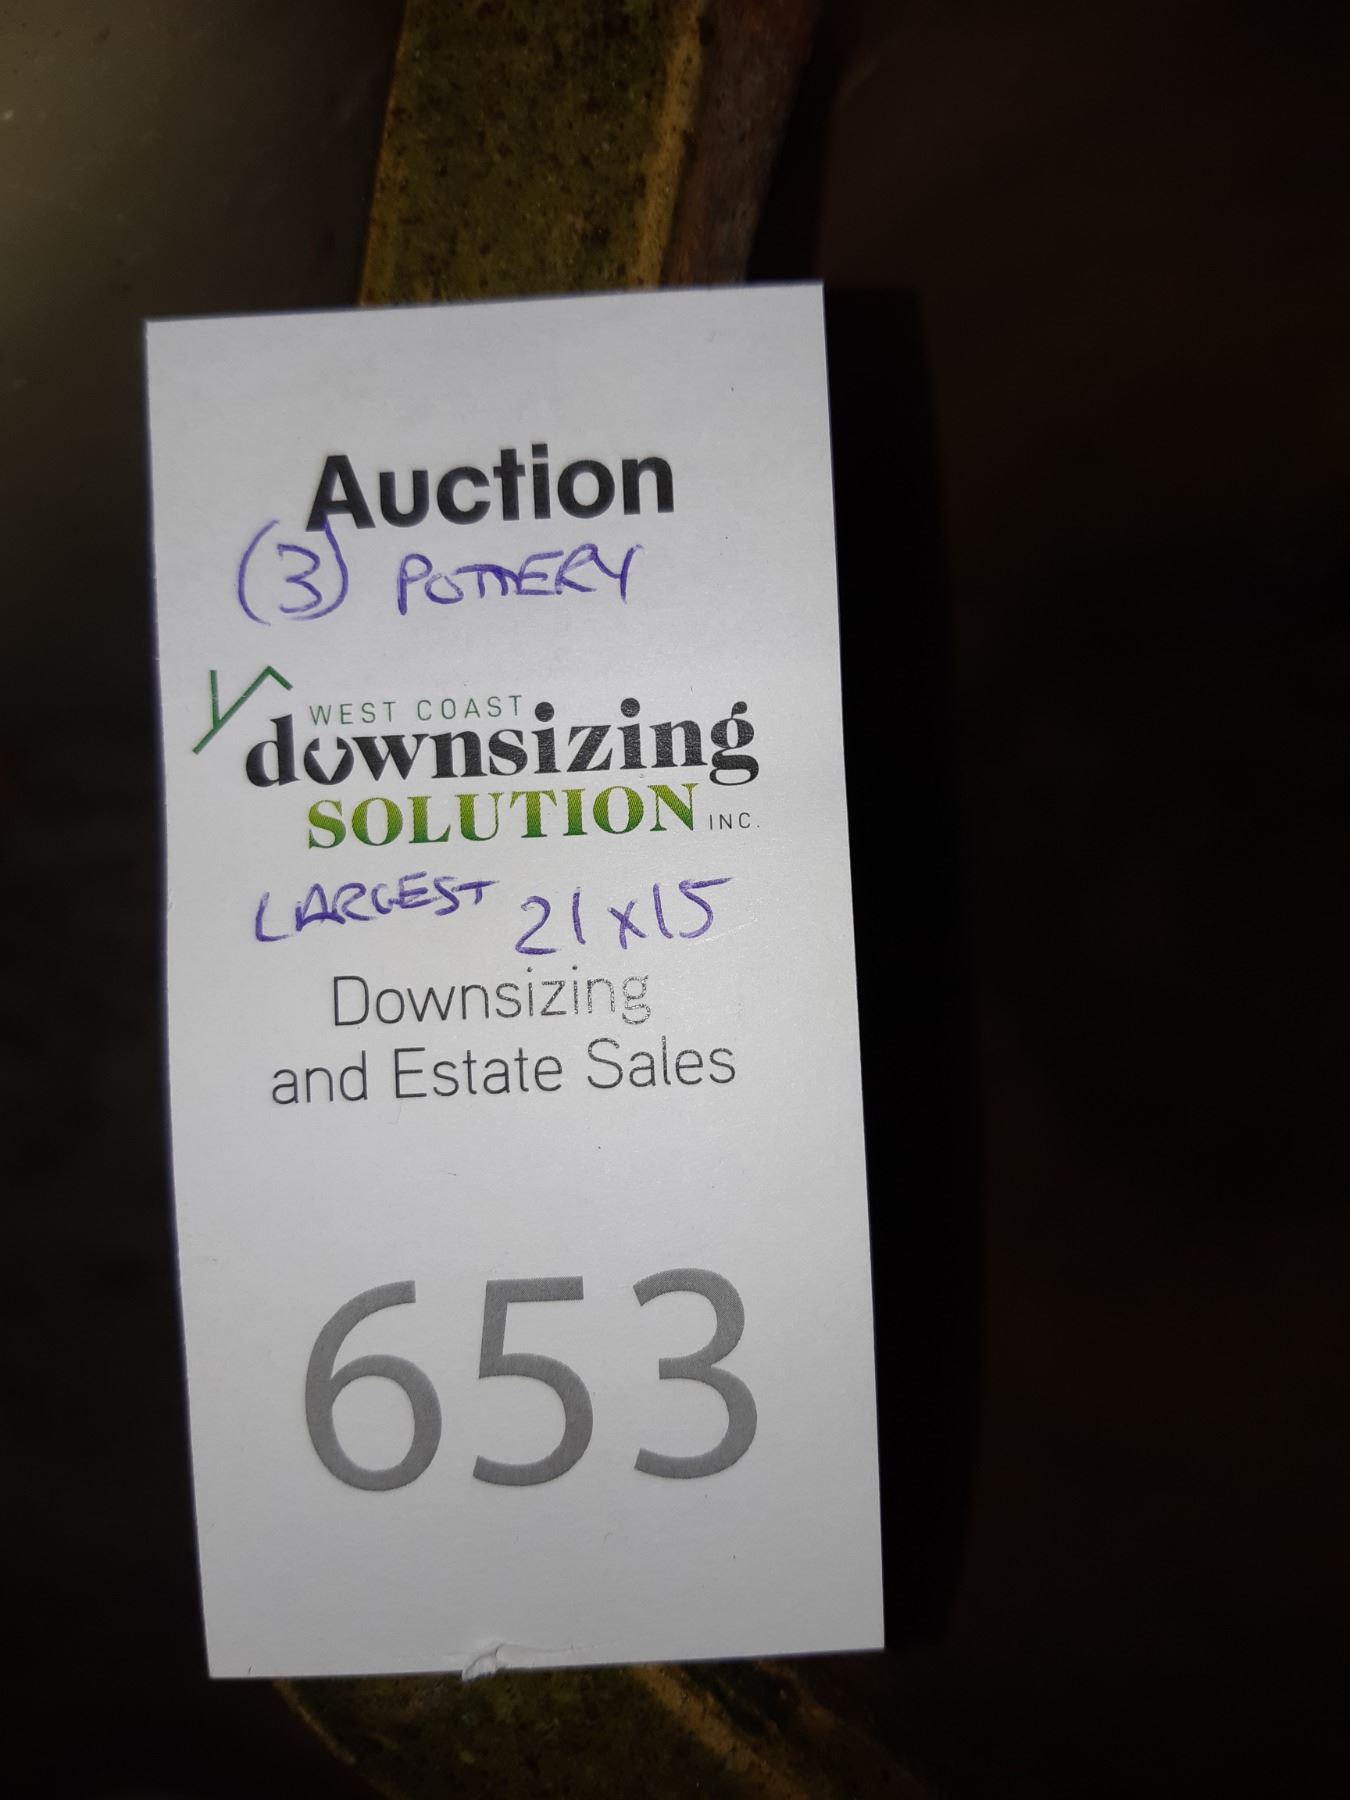 Auction
(3) POTTERY
WEST COAST
downsizing
SOLUTION INC.
LARGEST 21x15
Downsizing
and Estate Sales
653